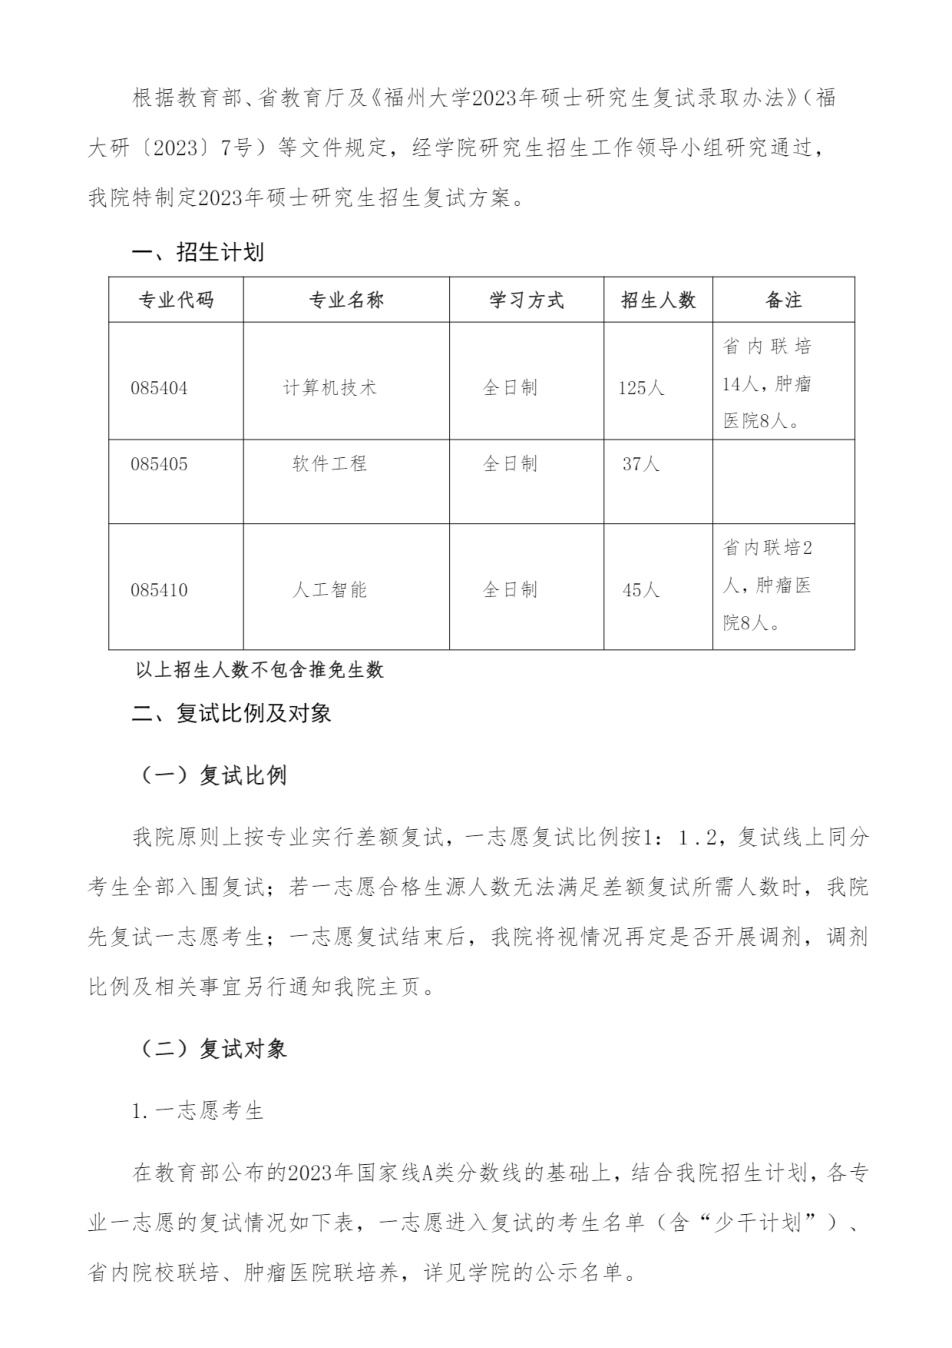 根据教育部、省教育厅及《福州大学2023年硕士研究生复试录取办法》（福
大研〔2023〕7号）等文件规定，经学院研究生招生工作领导小组研究通过，
我院特制定2023年硕士研究生招生复试方案。
一、招生计划
专业代码 专业名称 学习方式 招生人数 备注
085404 计算机技术 全日制 125人 省内联培
14人，肿瘤
医院8人。
085405 软件工程 全日制 37人
085410 人工智能 全日制 45人 省内联培2
人，肿瘤医
院8人。
以上招生人数不包含推免生数
二、复试比例及对象
（一）复试比例
我院原则上按专业实行差额复试，一志愿复试比例按1：1.2，复试线上同分
考生全部入围复试；若一志愿合格生源人数无法满足差额复试所需人数时，我院
先复试一志愿考生；一志愿复试结束后，我院将视情况再定是否开展调剂，调剂
比例及相关事宜另行通知我院主页。
（二）复试对象
1.一志愿考生
在教育部公布的2023年国家线A类分数线的基础上，结合我院招生计划，各专
业一志愿的复试情况如下表，一志愿进入复试的考生名单（含“少干计划”）、
省内院校联培、肿瘤医院联培养，详见学院的公示名单。